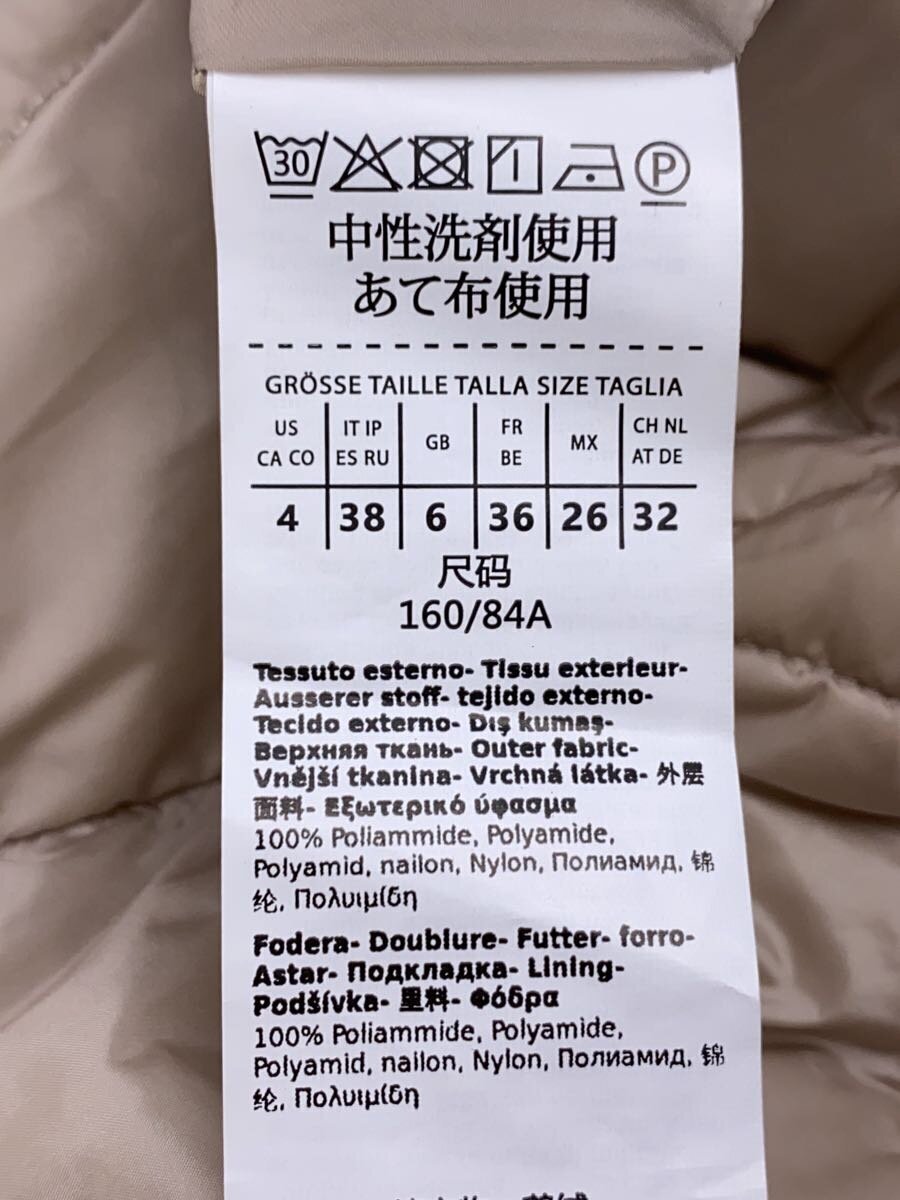 30 P
中性洗剤使用
あて布使用
GRÖSSE TAILLE TALLA SIZE TAGLIA
US IT IP GB FR MX CH NL
CA CO ES RU BE AT DE
4 38 6 36 26 32
尺码
160/84A
Tessuto esterno- Tissu exterieur-
Ausserer stoff- tejido externo-
Tecido externo- Dış kumaş-
Верхняя ткань- Outer fabric-
Vnější tkanina- Vrchná látka- 外层
面料- Εξωτερικό ύφασμα
100% Poliammide, Polyamide,
Polyamid, nailon, Nylon, Полиамид, 锦
纶, Πολυιμίδη
Fodera- Doublure- Futter- forro-
Astar- Подкладка- Lining-
Podšívka- 里料- Φόδρα
100% Poliammide, Polyamide,
Polyamid, nailon, Nylon, Полиамид, 锦
纶, Πολυιμίδη